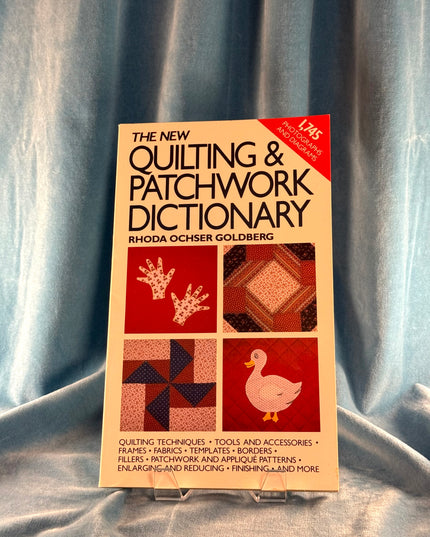 1,745
PHOTOGRAPHS
AND DIAGRAMS
THE NEW
QUILTING &
PATCHWORK
DICTIONARY
RHODA OCHSER GOLDBERG
QUILTING TECHNIQUES • TOOLS AND ACCESSORIES •
FRAMES • FABRICS • TEMPLATES • BORDERS •
FILLERS • PATCHWORK AND APPLIQUÉ PATTERNS •
ENLARGING AND REDUCING • FINISHING • AND MORE